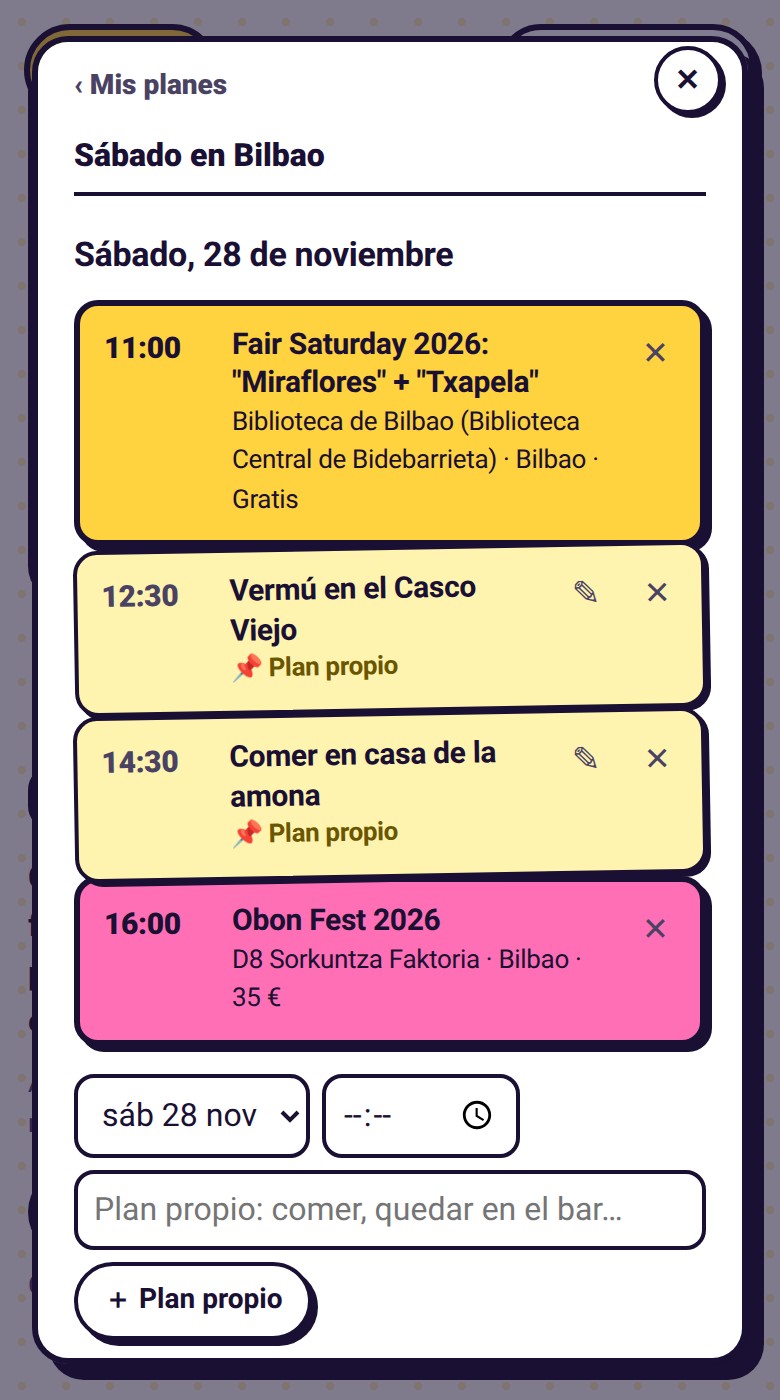 ‹ Mis planes
✕
Sábado en Bilbao
Sábado, 28 de noviembre
11:00
Fair Saturday 2026:
"Miraflores" + "Txapela"
Biblioteca de Bilbao (Biblioteca
Central de Bidebarrieta) · Bilbao ·
Gratis
✕
12:30
Vermú en el Casco
Viejo
📌 Plan propio
✎ ✕
14:30
Comer en casa de la
amona
📌 Plan propio
✎ ✕
16:00
Obon Fest 2026
D8 Sorkuntza Faktoria · Bilbao ·
35 €
✕
sáb 28 nov
--:--
Plan propio: comer, quedar en el bar…
+ Plan propio